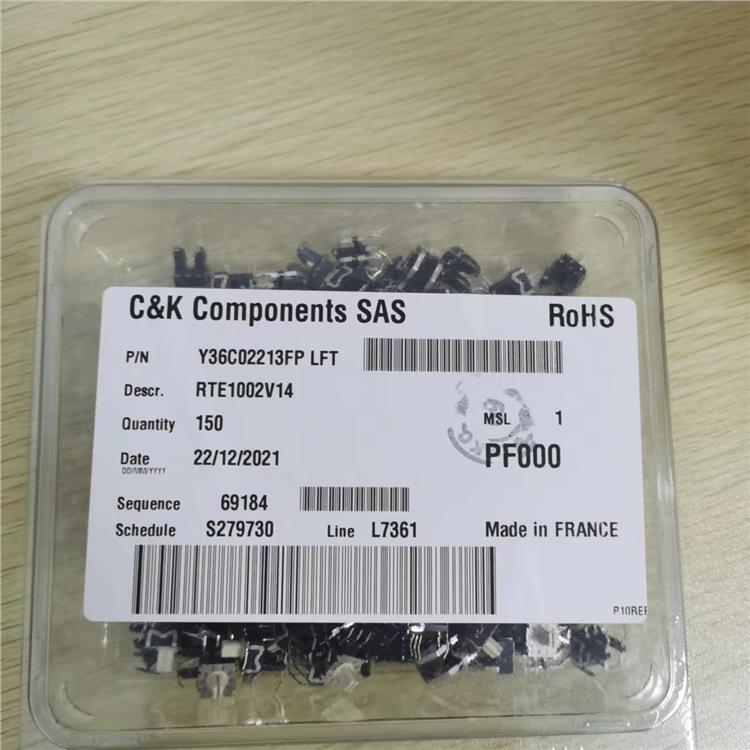 C&K Components SAS RoHS
P/N Y36C02213FP LFT
Descr. RTE1002V14
Quantity 150 MSL 1
Date 22/12/2021 PF000
DD/MM/YYYY
Sequence 69184
Schedule S279730 Line L7361 Made in FRANCE